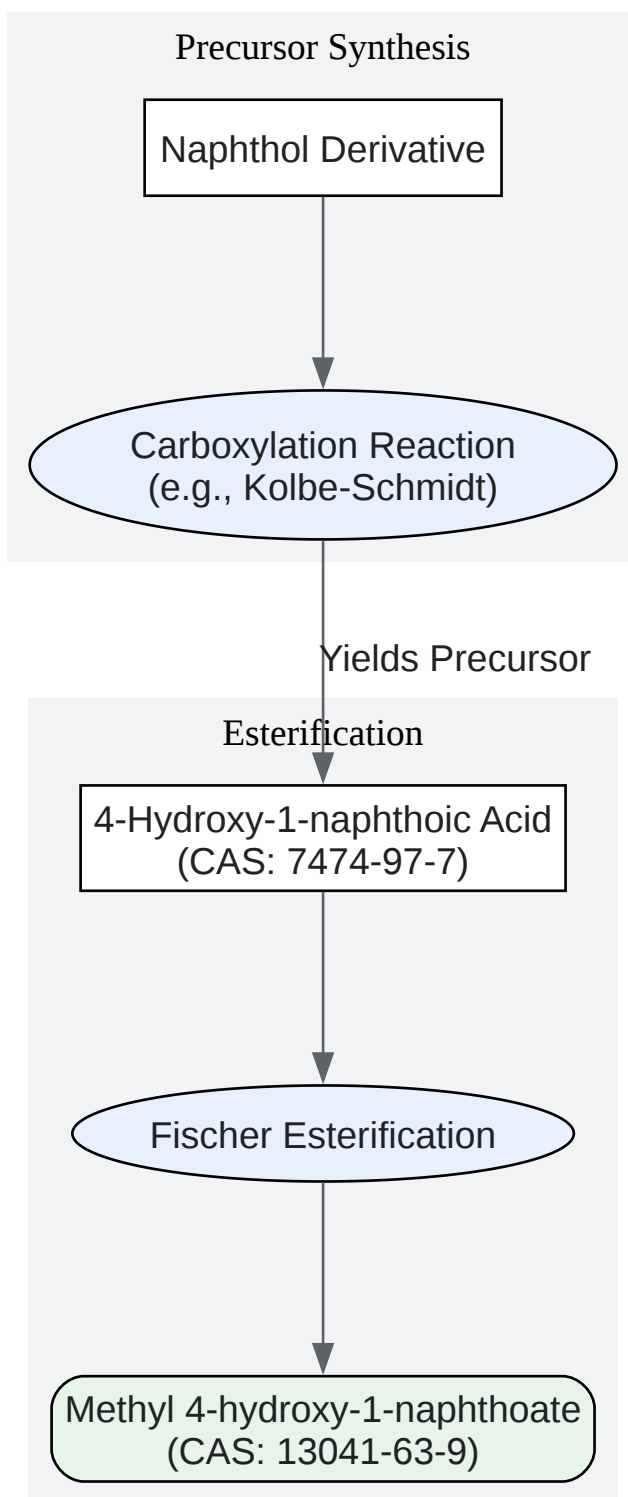 Precursor Synthesis
Naphthol Derivative
Carboxylation Reaction
(e.g., Kolbe-Schmidt)
Yields Precursor
Esterification
4-Hydroxy-1-naphthoic Acid
(CAS: 7474-97-7)
Fischer Esterification
Methyl 4-hydroxy-1-naphthoate
(CAS: 13041-63-9)